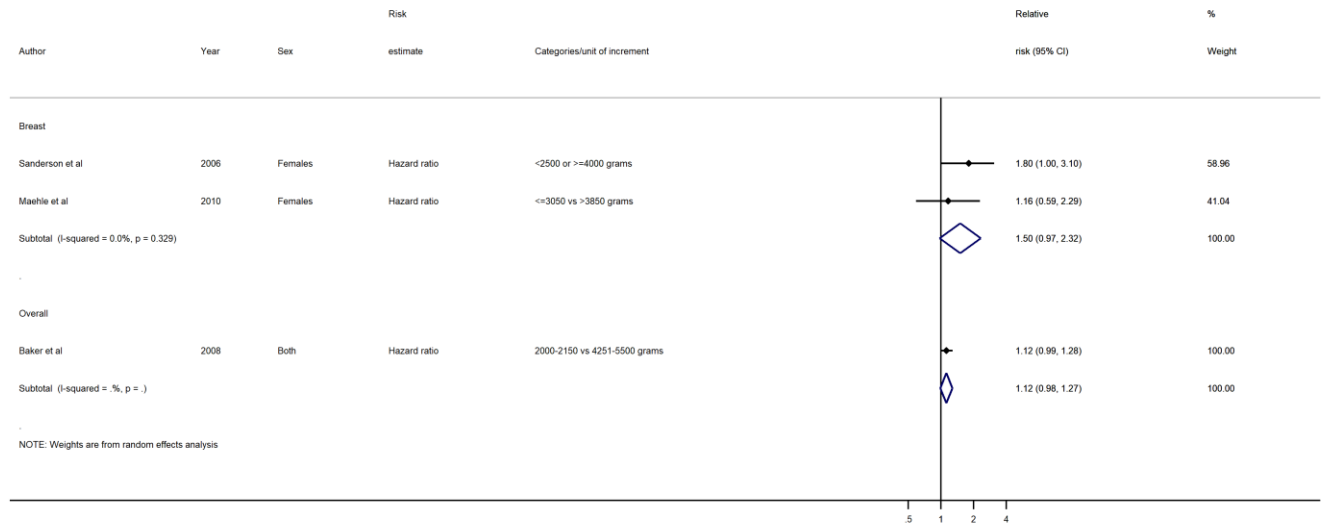 Risk Relative %
Author Year Sex estimate Categories/unit of increment risk (95% CI) Weight
Breast
Sanderson et al 2006 Females Hazard ratio <2500 or >=4000 grams 1.80 (1.00, 3.10) 58.96
Maehle et al 2010 Females Hazard ratio <=3050 vs >3850 grams 1.16 (0.59, 2.29) 41.04
Subtotal (I-squared = 0.0%, p = 0.329) 1.50 (0.97, 2.32) 100.00
.
Overall
Baker et al 2008 Both Hazard ratio 2000-2150 vs 4251-5500 grams 1.12 (0.99, 1.28) 100.00
Subtotal (I-squared = .%, p = .) 1.12 (0.98, 1.27) 100.00
.
NOTE: Weights are from random effects analysis
.5 1 2 4